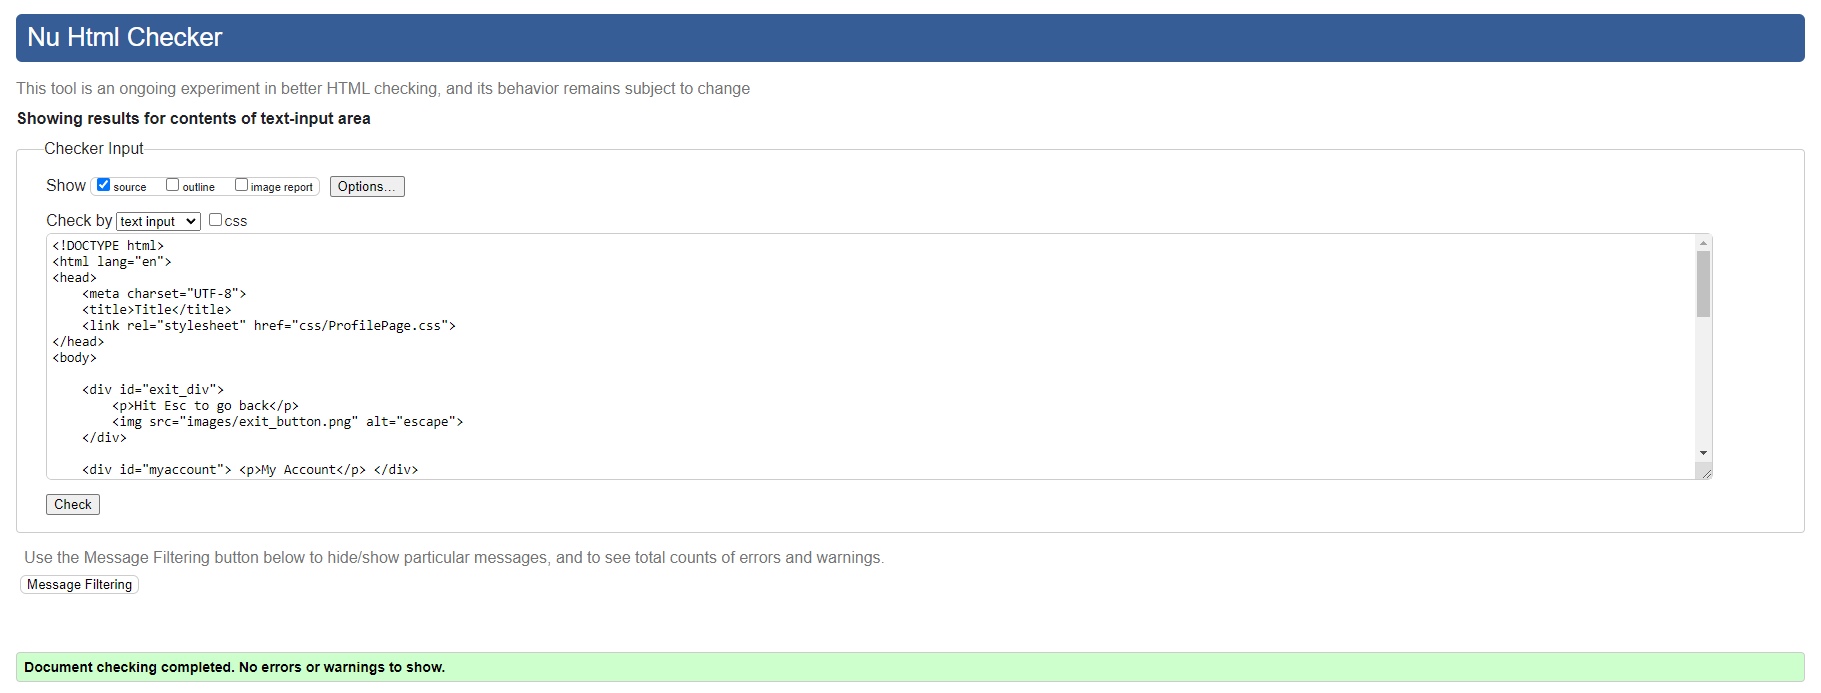 Nu Html Checker
This tool is an ongoing experiment in better HTML checking, and its behavior remains subject to change
Showing results for contents of text-input area
Checker Input
Show source outline image report Options...
Check by text input css
<!DOCTYPE html>
<html lang="en">
<head>
    <meta charset="UTF-8">
    <title>Title</title>
    <link rel="stylesheet" href="css/ProfilePage.css">
</head>
<body>
    <div id="exit_div">
        <p>Hit Esc to go back</p>
        <img src="images/exit_button.png" alt="escape">
    </div>
    <div id="myaccount"> <p>My Account</p> </div>
Check
Use the Message Filtering button below to hide/show particular messages, and to see total counts of errors and warnings.
Message Filtering
Document checking completed. No errors or warnings to show.